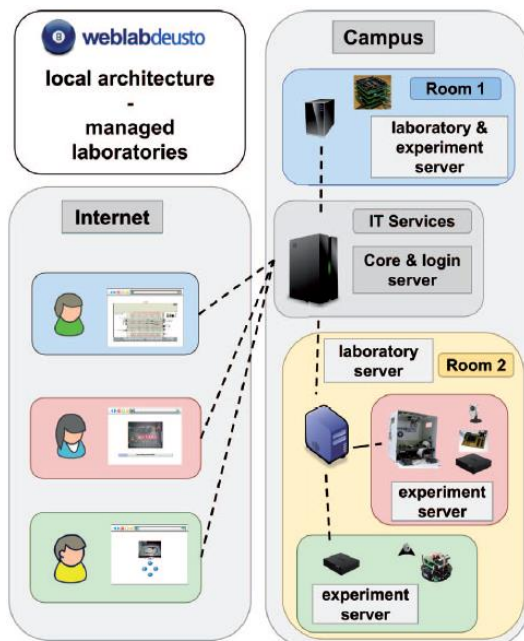 weblabdeusto
local architecture
-
managed
laboratories
Internet
Campus
Room 1
laboratory &
experiment
server
IT Services
Core & login
server
laboratory
server
Room 2
experiment
server
experiment
server